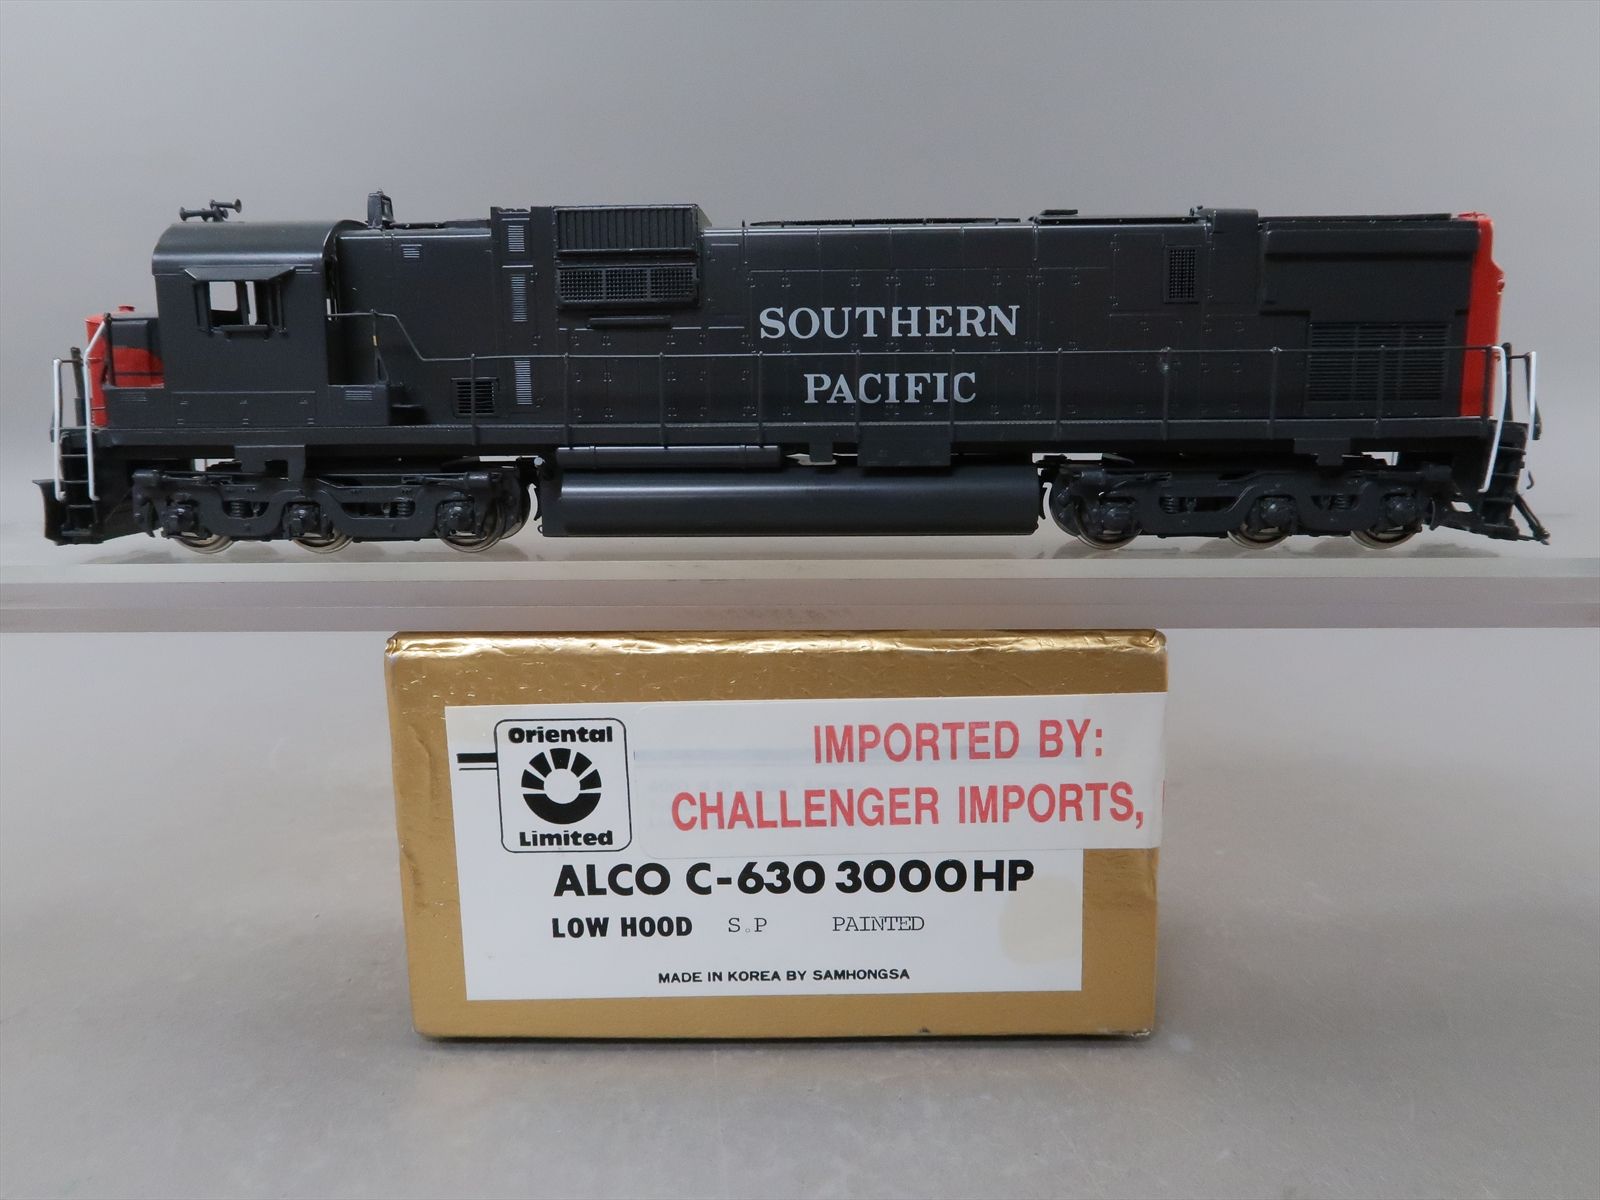 SOUTHERN
PACIFIC
Oriental
Limited
IMPORTED BY:
CHALLENGER IMPORTS,
ALCO C-630 3000HP
LOW HOOD S.P PAINTED
MADE IN KOREA BY SAMHONGSA